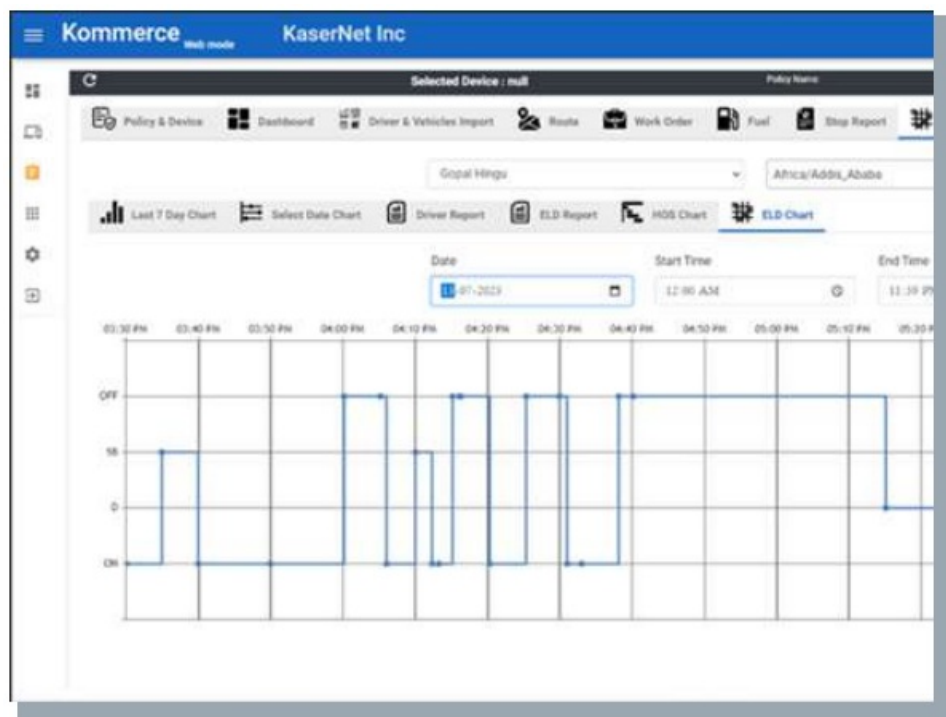 Kommerce Web mode KaserNet Inc
Selected Device : null Policy Name
Policy & Device Dashboard Driver & Vehicles Import Route Work Order Fuel Stop Report
Gopal Hingu Africa/Addis_Ababa
Last 7 Day Chart Select Date Chart Driver Report ELD Report HOS Chart ELD Chart
Date Start Time End Time
-07-2023 12:00 AM
03:30 PM 03:40 PM 03:50 PM 04:00 PM 04:10 PM 04:20 PM 04:30 PM 04:40 PM 04:50 PM 05:00 PM 05:10 PM
OFF
SB
D
ON